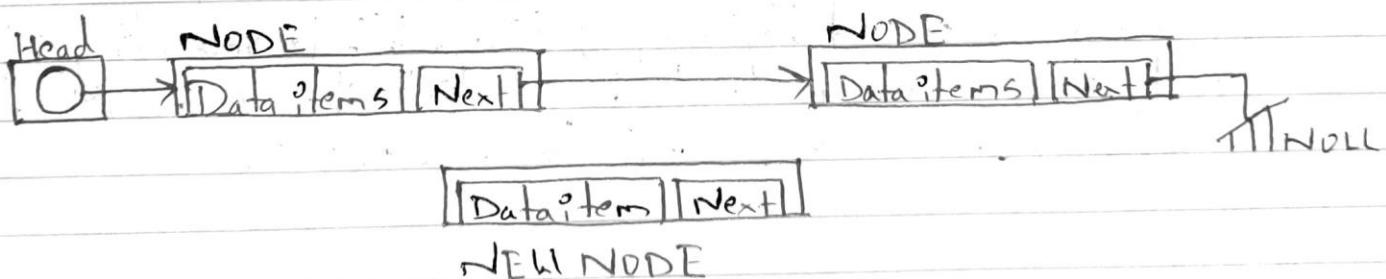 Head NODE NODE
Data items Next Data items Next
NULL
Data item Next
NEW NODE